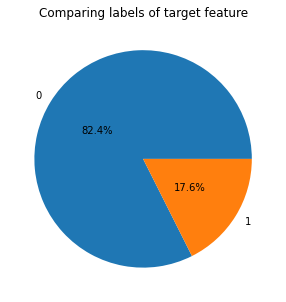 Comparing labels of target feature
0
82.4%
17.6%
1